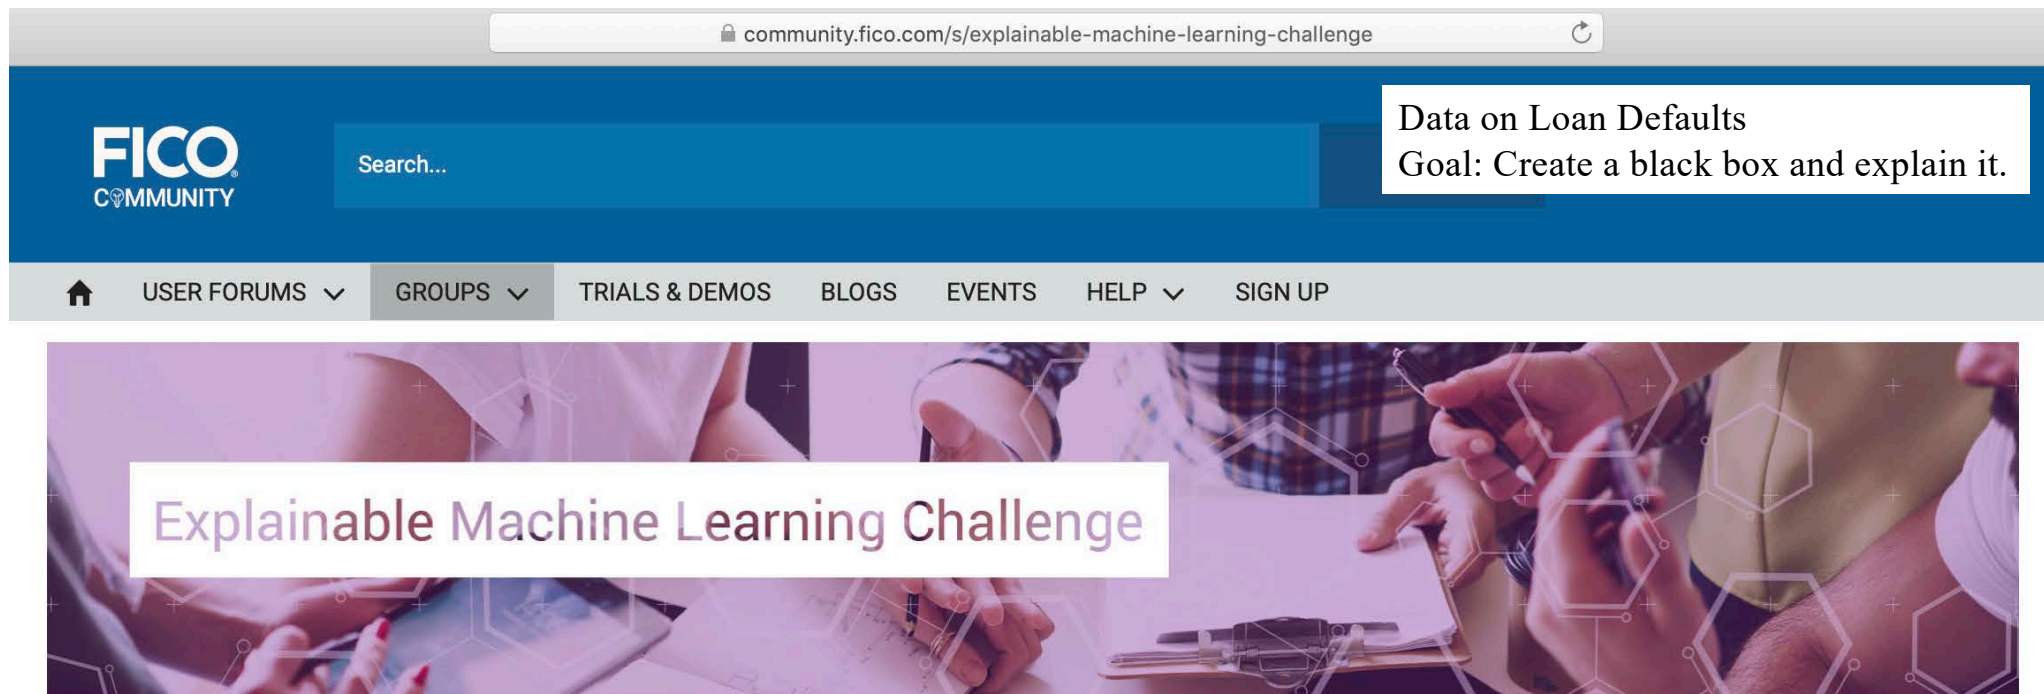 community.fico.com/s/explainable-machine-learning-challenge
Data on Loan Defaults
Goal: Create a black box and explain it.
FICO®
COMMUNITY
Search...
USER FORUMS GROUPS TRIALS & DEMOS BLOGS EVENTS HELP SIGN UP
Explainable Machine Learning Challenge